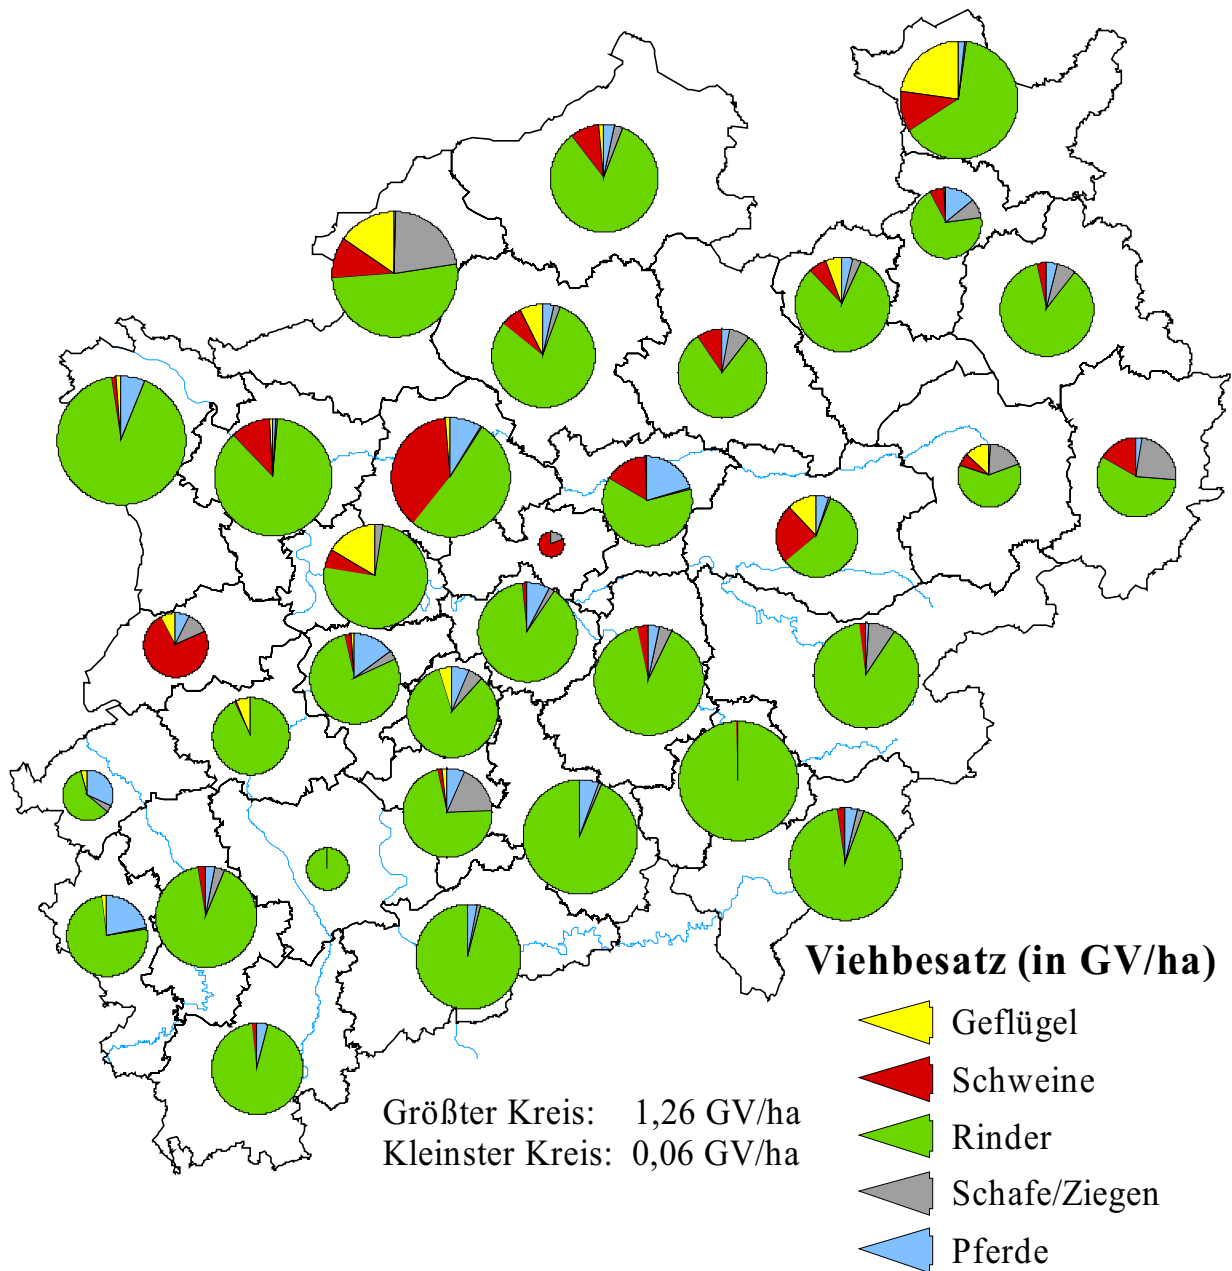 Viehbesatz (in GV/ha)
Geflügel
Schweine
Rinder
Schafe/Ziegen
Pferde
Größter Kreis: 1,26 GV/ha
Kleinster Kreis: 0,06 GV/ha